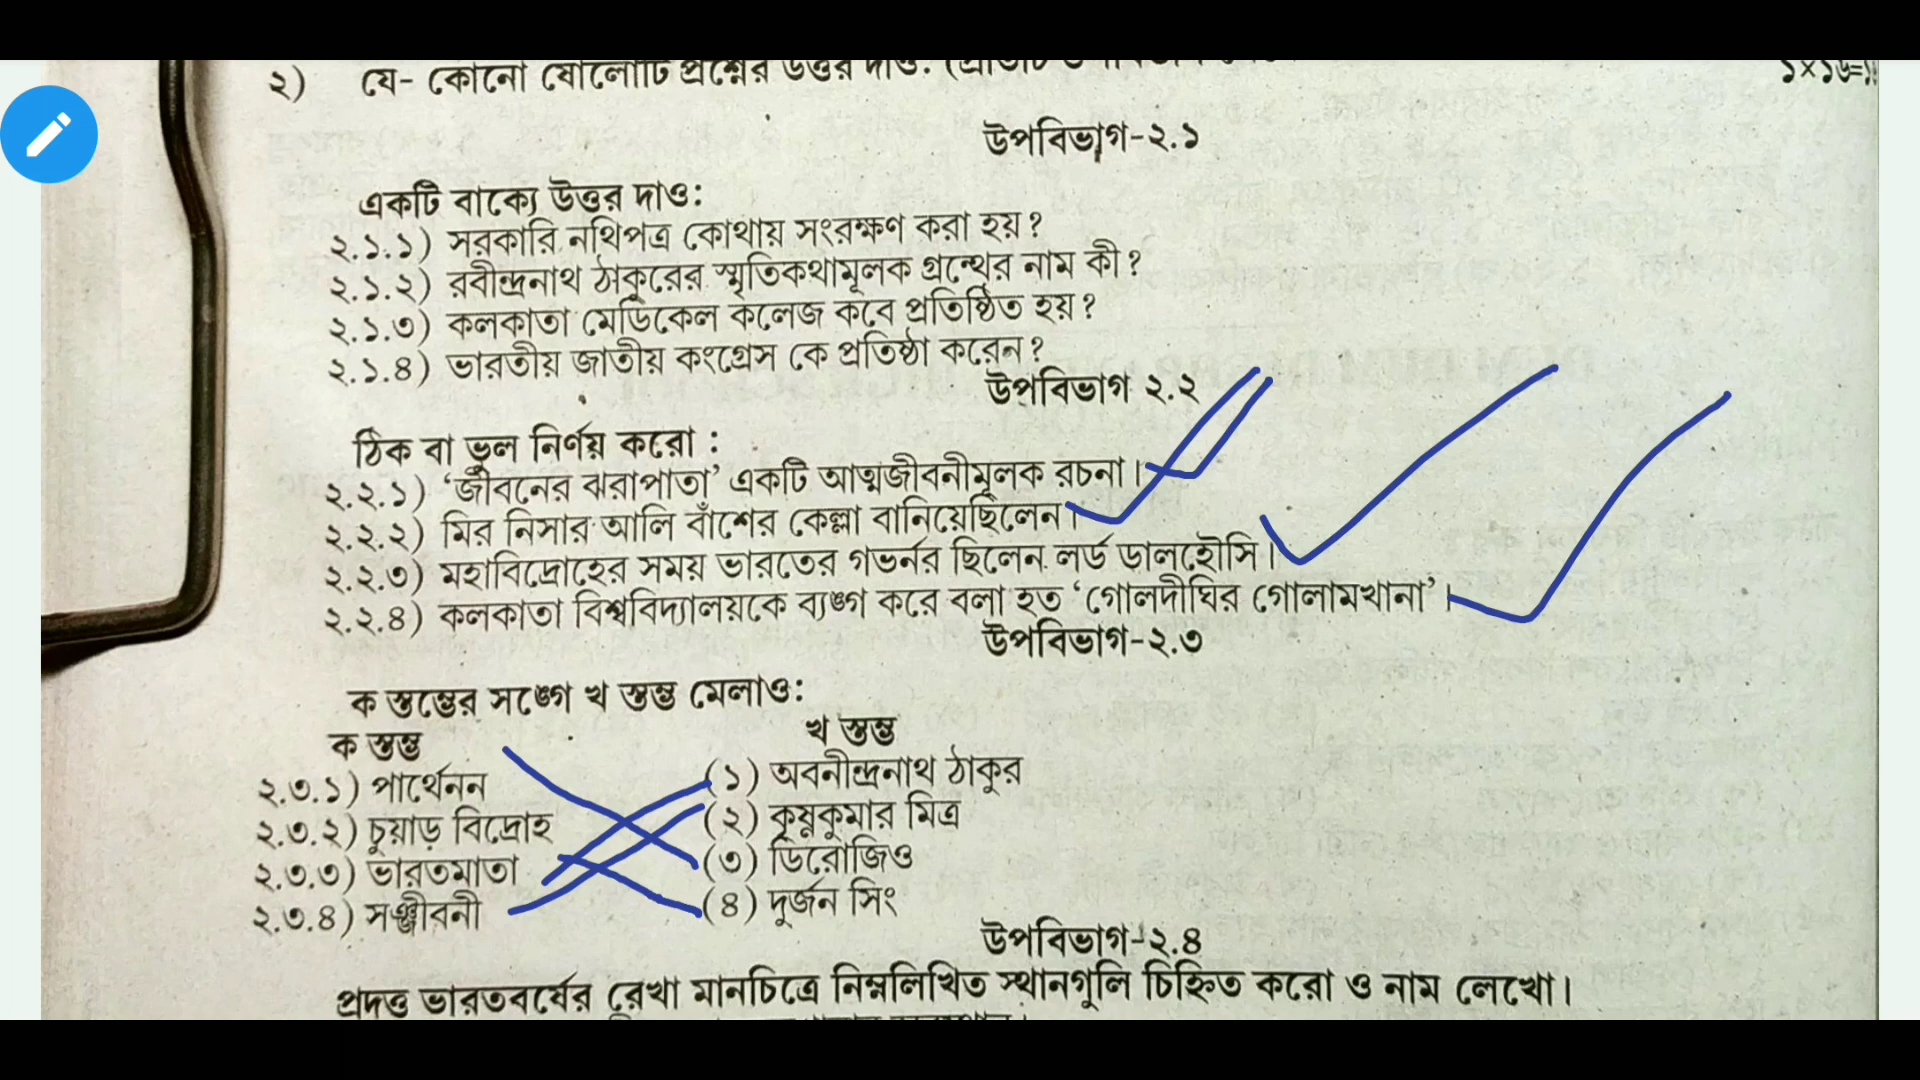 ২) যে- কোনো ষোলোটি প্রশ্নের উত্তর দাও: ১×১৬=১
উপবিভাগ-২.১
একটি বাক্যে উত্তর দাও:
২.১.১) সরকারি নথিপত্র কোথায় সংরক্ষণ করা হয়?
২.১.২) রবীন্দ্রনাথ ঠাকুরের স্মৃতিকথামূলক গ্রন্থের নাম কী?
২.১.৩) কলকাতা মেডিকেল কলেজ কবে প্রতিষ্ঠিত হয়?
২.১.৪) ভারতীয় জাতীয় কংগ্রেস কে প্রতিষ্ঠা করেন?
উপবিভাগ ২.২
ঠিক বা ভুল নির্ণয় করো :
২.২.১) ‘জীবনের ঝরাপাতা’ একটি আত্মজীবনীমূলক রচনা।
২.২.২) মির নিসার আলি বাঁশের কেল্লা বানিয়েছিলেন।
২.২.৩) মহাবিদ্রোহের সময় ভারতের গভর্নর ছিলেন লর্ড ডালহৌসি।
২.২.৪) কলকাতা বিশ্ববিদ্যালয়কে ব্যঙ্গ করে বলা হত ‘গোলদীঘির গোলামখানা’।
উপবিভাগ-২.৩
ক স্তম্ভের সঙ্গে খ স্তম্ভ মেলাও:
ক স্তম্ভ খ স্তম্ভ
২.৩.১) পার্থেনন (১) অবনীন্দ্রনাথ ঠাকুর
২.৩.২) চুয়াড় বিদ্রোহ (২) কৃষ্ণকুমার মিত্র
২.৩.৩) ভারতমাতা (৩) ডিরোজিও
২.৩.৪) সঞ্জীবনী (৪) দুর্জন সিং
উপবিভাগ-২.৪
প্রদত্ত ভারতবর্ষের রেখা মানচিত্রে নিম্নলিখিত স্থানগুলি চিহ্নিত করো ও নাম লেখো।